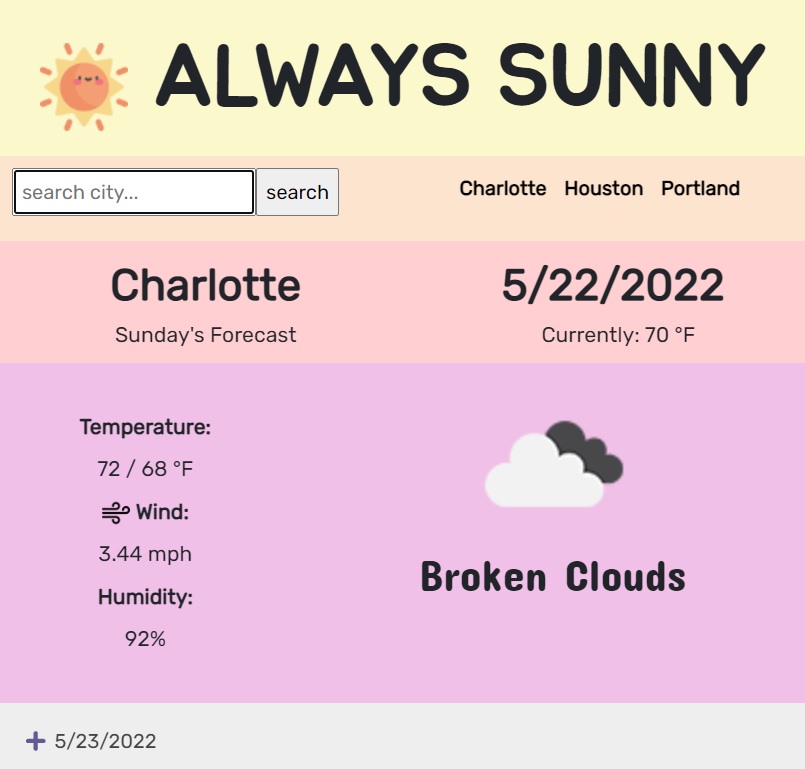 ALWAYS SUNNY
search city... search Charlotte Houston Portland
Charlotte 5/22/2022
Sunday's Forecast Currently: 70 °F
Temperature:
72 / 68 °F
Wind:
3.44 mph
Humidity:
92%
Broken Clouds
5/23/2022